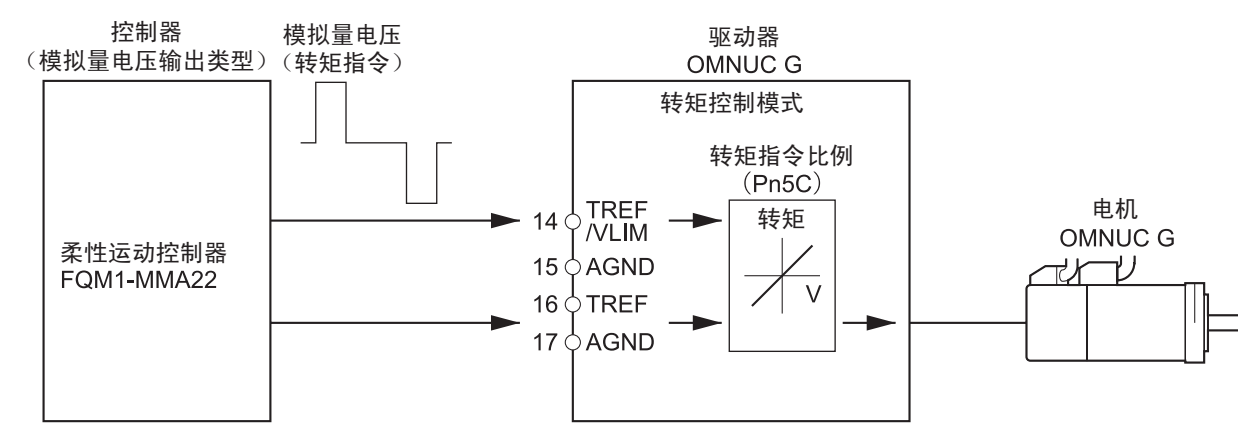 控制器
（模拟量电压输出类型）
模拟量电压
（转矩指令）
驱动器
OMNUC G
转矩控制模式
转矩指令比例
（Pn5C）
转矩
V
14 TREF
/VLIM
15 AGND
16 TREF
17 AGND
柔性运动控制器
FQM1-MMA22
电机
OMNUC G